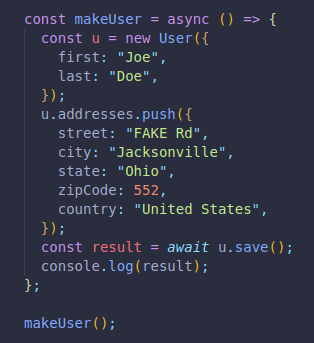 const makeUser = async () => {
  const u = new User({
    first: "Joe",
    last: "Doe",
  });
  u.addresses.push({
    street: "FAKE Rd",
    city: "Jacksonville",
    state: "Ohio",
    zipCode: 552,
    country: "United States",
  });
  const result = await u.save();
  console.log(result);
};

makeUser();